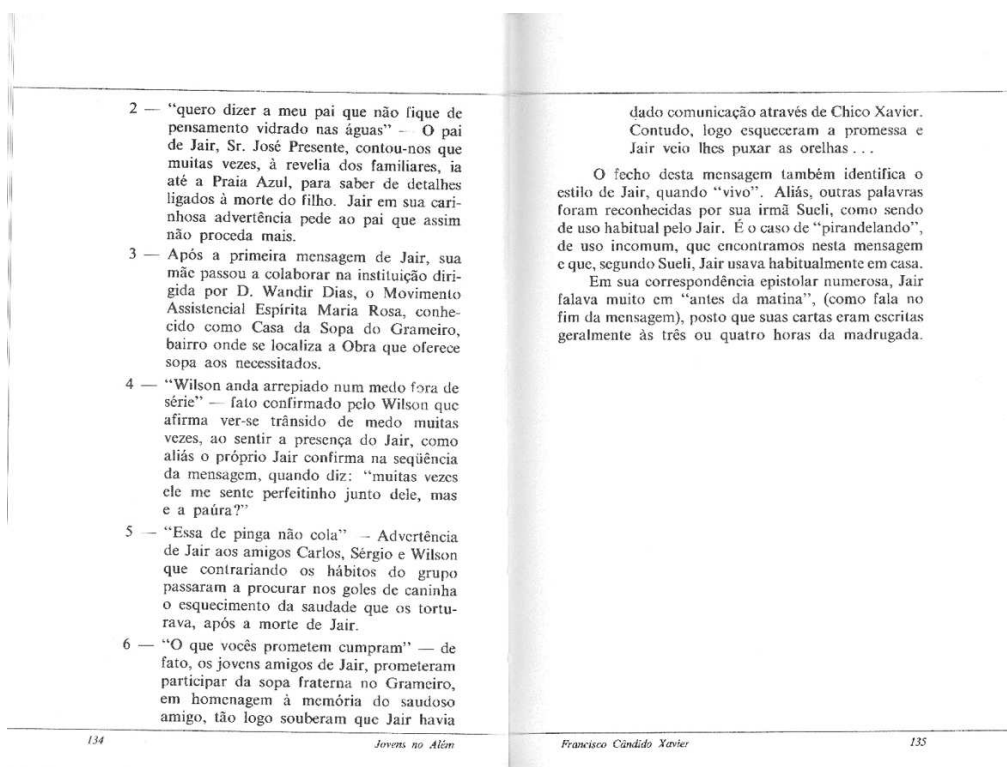 2 — “quero dizer a meu pai que não fique de
pensamento vidrado nas águas” — O pai
de Jair, Sr. José Presente, contou-nos que
muitas vezes, à revelia dos familiares, ia
até a Praia Azul, para saber de detalhes
ligados à morte do filho. Jair em sua cari-
nhosa advertência pede ao pai que assim
não proceda mais.
3 — Após a primeira mensagem de Jair, sua
mãe passou a colaborar na instituição diri-
gida por D. Wandir Dias, o Movimento
Assistencial Espírita Maria Rosa, conhe-
cido como Casa da Sopa do Grameiro,
bairro onde se localiza a Obra que oferece
sopa aos necessitados.
4 — “Wilson anda arrepiado num medo fora de
série” — fato confirmado pelo Wilson que
afirma ver-se trânsido de medo muitas
vezes, ao sentir a presença do Jair, como
aliás o próprio Jair confirma na seqüência
da mensagem, quando diz: “muitas vezes
ele me sente perfeitinho junto dele, mas
e a paúra?”
5 — “Essa de pinga não cola” — Advertência
de Jair aos amigos Carlos, Sérgio e Wilson
que contrariando os hábitos do grupo
passaram a procurar nos goles de caninha
o esquecimento da saudade que os tortu-
rava, após a morte de Jair.
6 — “O que vocês prometem cumpram” — de
fato, os jovens amigos de Jair, prometeram
participar da sopa fraterna no Grameiro,
em homenagem à memória do saudoso
amigo, tão logo souberam que Jair havia
134
Jovens no Além
dado comunicação através de Chico Xavier.
Contudo, logo esqueceram a promessa e
Jair veio lhes puxar as orelhas . . .
O fecho desta mensagem também identifica o
estilo de Jair, quando “vivo”. Aliás, outras palavras
foram reconhecidas por sua irmã Sueli, como sendo
de uso habitual pelo Jair. É o caso de “pirandelando”,
de uso incomum, que encontramos nesta mensagem
e que, segundo Sueli, Jair usava habitualmente em casa.
Em sua correspondência epistolar numerosa, Jair
falava muito em “antes da matina”, (como fala no
fim da mensagem), posto que suas cartas eram escritas
geralmente às três ou quatro horas da madrugada.
Francisco Cândido Xavier
135